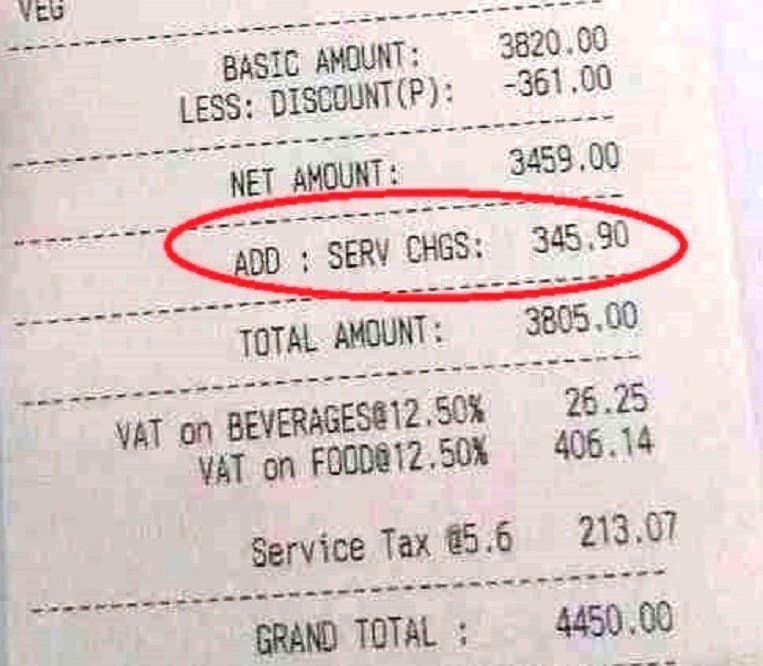 VEG
BASIC AMOUNT: 3820.00
LESS: DISCOUNT(P): -361.00
NET AMOUNT: 3459.00
ADD : SERV CHGS: 345.90
TOTAL AMOUNT: 3805.00
VAT on BEVERAGES@12.50% 26.25
VAT on FOOD@12.50% 406.14
Service Tax @5.6 213.07
GRAND TOTAL : 4450.00